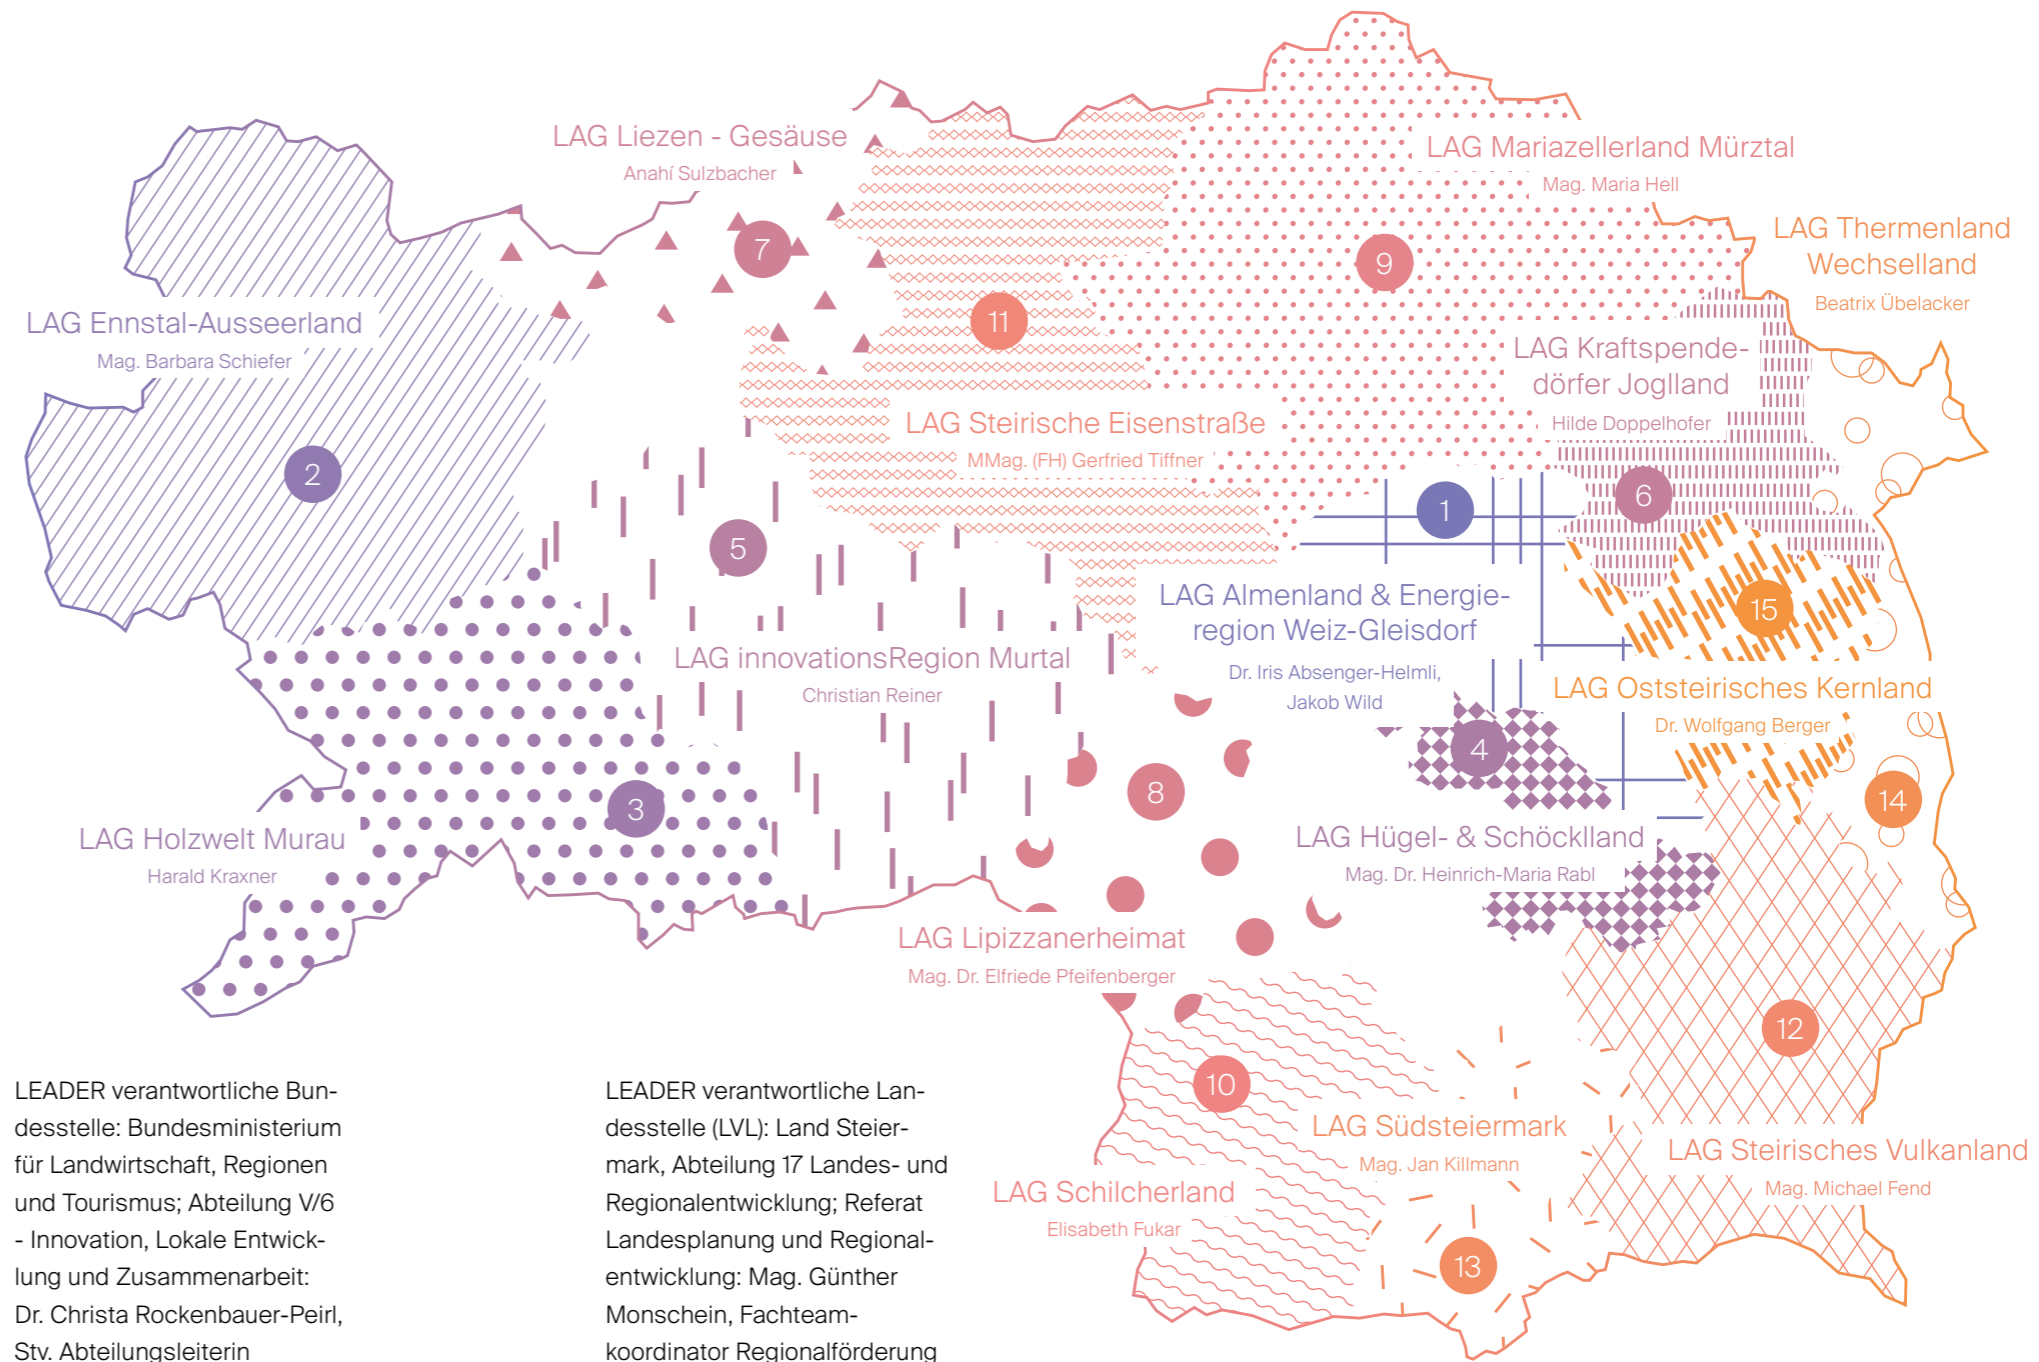 LAG Liezen - Gesäuse
Anahí Sulzbacher
7
LAG Mariazellerland Mürztal
Mag. Maria Hell
9
LAG Thermenland
Wechselland
Beatrix Übelacker
LAG Ennstal-Ausseerland
Mag. Barbara Schiefer
2
11
LAG Kraftspende-
dörfer Joglland
Hilde Doppelhofer
6
LAG Steirische Eisenstraße
MMag. (FH) Gerfried Tiffner
1
5
LAG Almenland & Energie-
region Weiz-Gleisdorf
Dr. Iris Absenger-Helmli,
Jakob Wild
15
LAG innovationsRegion Murtal
Christian Reiner
LAG Oststeirisches Kernland
Dr. Wolfgang Berger
4
8
14
3
LAG Holzwelt Murau
Harald Kraxner
LAG Hügel- & Schöcklland
Mag. Dr. Heinrich-Maria Rabl
LAG Lipizzanerheimat
Mag. Dr. Elfriede Pfeifenberger
12
10
LAG Südsteiermark
Mag. Jan Killmann
LAG Steirisches Vulkanland
Mag. Michael Fend
LAG Schilcherland
Elisabeth Fukar
13
LEADER verantwortliche Bun-
desstelle: Bundesministerium
für Landwirtschaft, Regionen
und Tourismus; Abteilung V/6
- Innovation, Lokale Entwick-
lung und Zusammenarbeit:
Dr. Christa Rockenbauer-Peirl,
Stv. Abteilungsleiterin
LEADER verantwortliche Lan-
desstelle (LVL): Land Steier-
mark, Abteilung 17 Landes- und
Regionalentwicklung; Referat
Landesplanung und Regional-
entwicklung: Mag. Günther
Monschein, Fachteam-
koordinator Regionalförderung